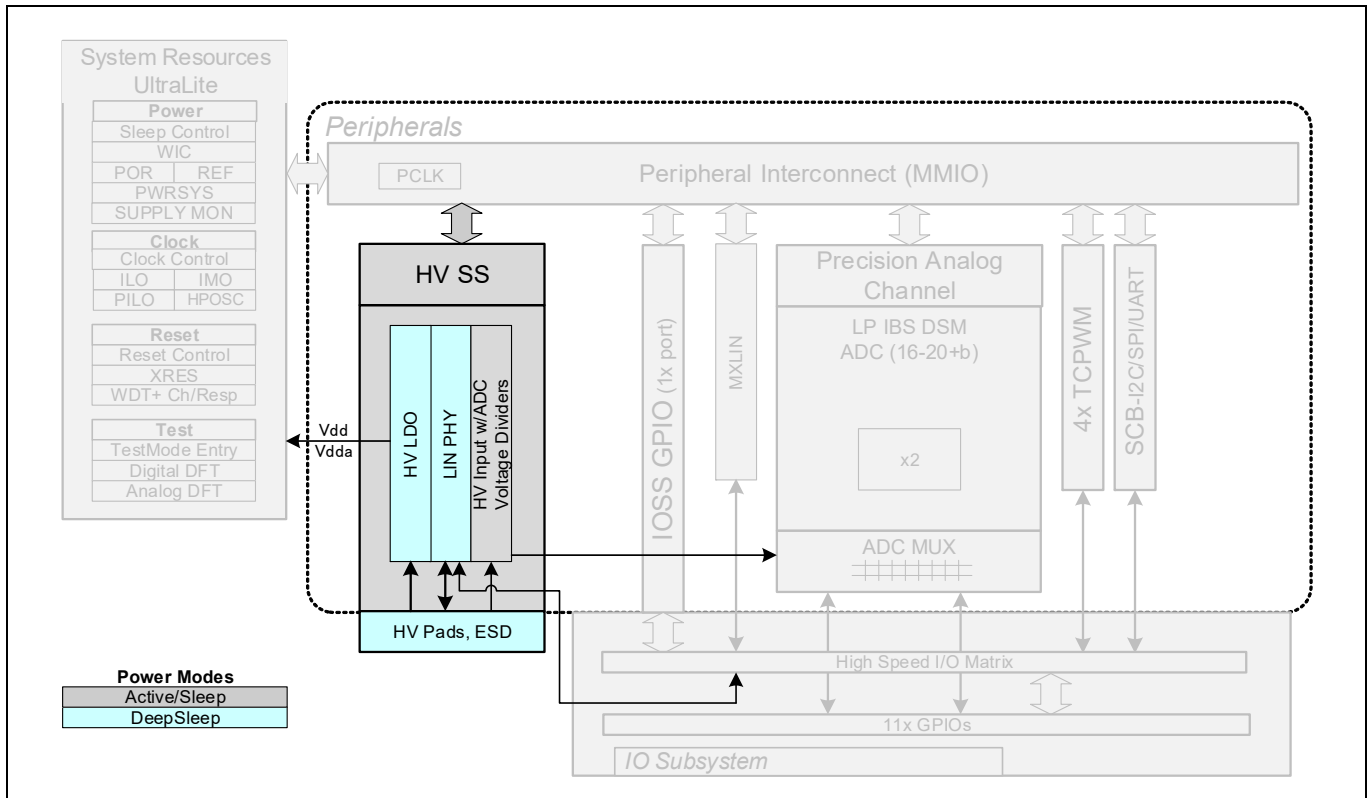 System Resources
UltraLite
Power
Sleep Control
WIC
POR REF
PWRSYS
SUPPLY MON
Clock
Clock Control
ILO IMO
PILO HPOSC
Reset
Reset Control
XRES
WDT+ Ch/Resp
Test
TestMode Entry
Digital DFT
Analog DFT
Peripherals
PCLK
Peripheral Interconnect (MMIO)
HV SS
Vdd
Vdda
HV LDO
LIN PHY
HV Input w/ADC
Voltage Dividers
HV Pads, ESD
IOSS GPIO (1x port)
MXLIN
Precision Analog
Channel
LP IBS DSM
ADC (16-20+b)
x2
ADC MUX
4x TCPWM
SCB-I2C/SPI/UART
High Speed I/O Matrix
11x GPIOs
IO Subsystem
Power Modes
Active/Sleep
DeepSleep